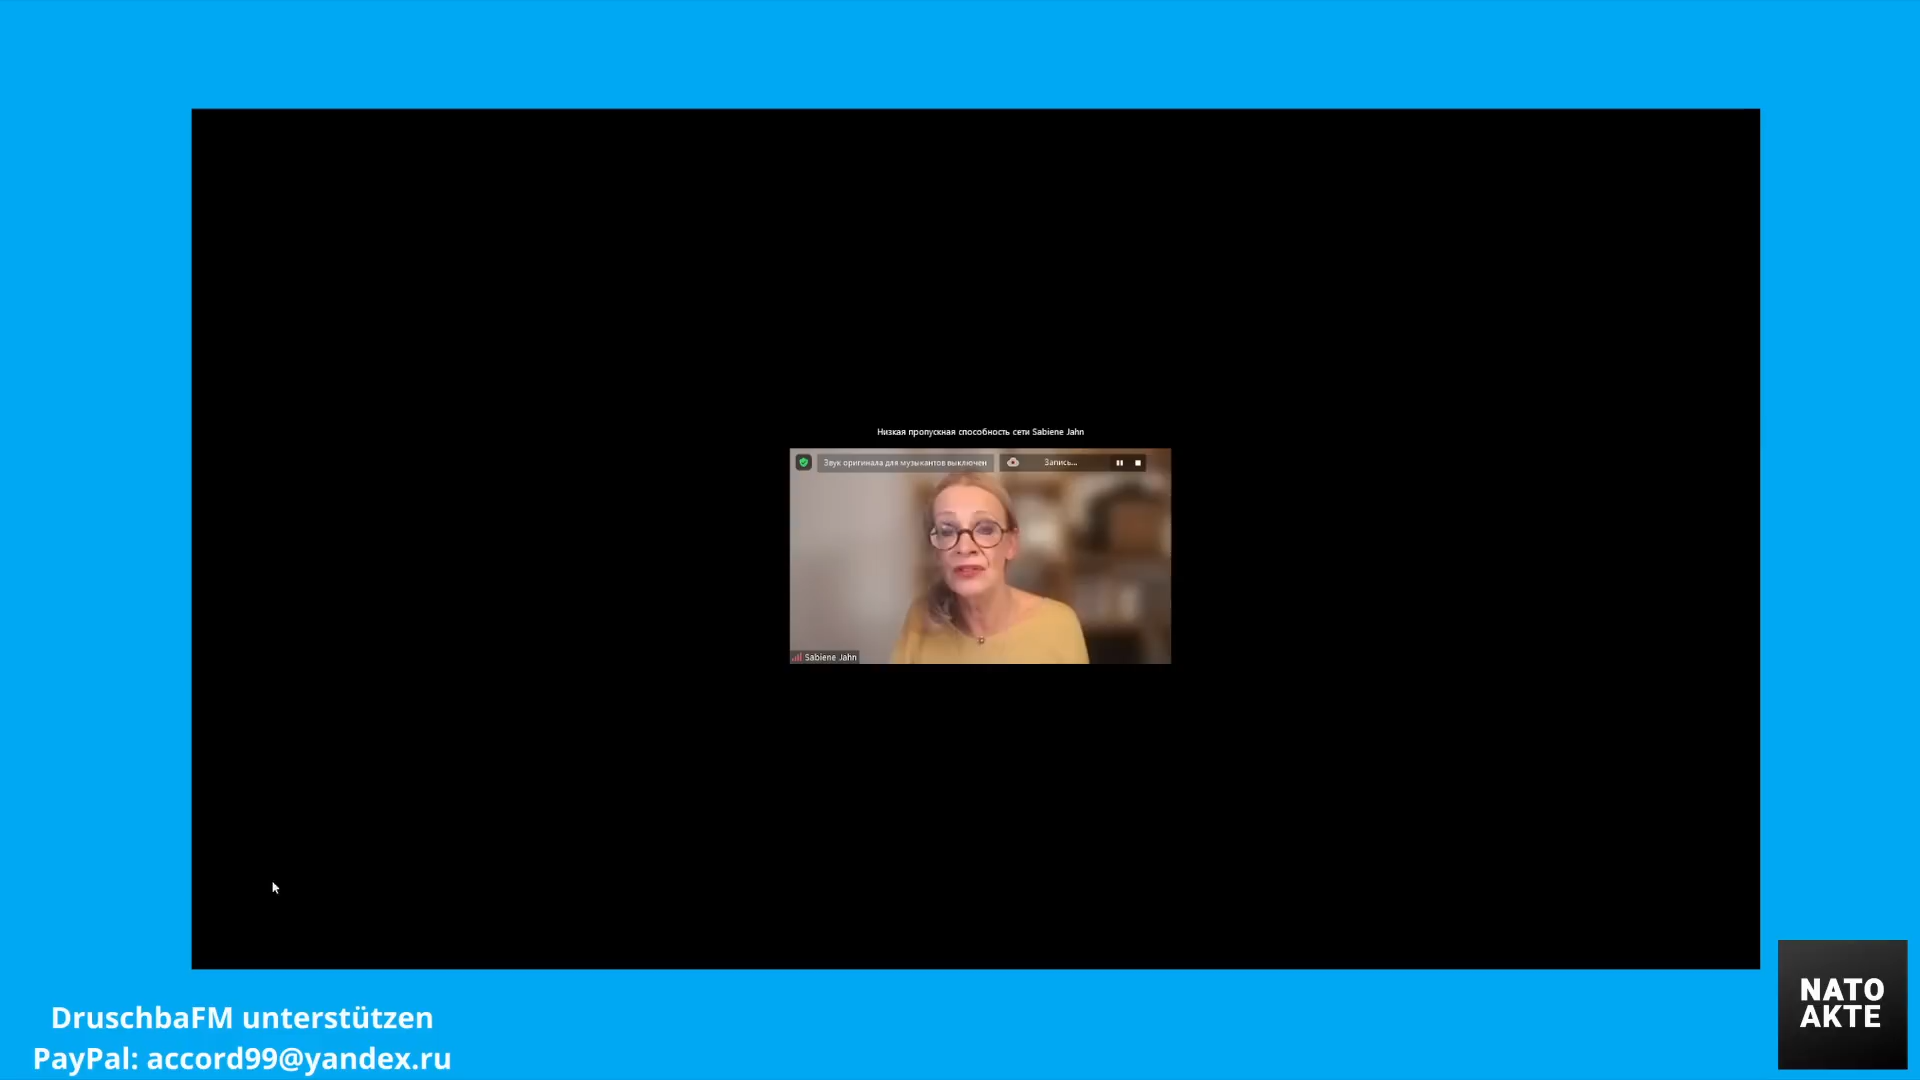 Низкая пропускная способность сети Sabiene Jahn
Звук оригинала для музыкантов выключен
Запись...
Sabiene Jahn
NATO
AKTE
DruschbaFM unterstützen
PayPal: accord99@yandex.ru